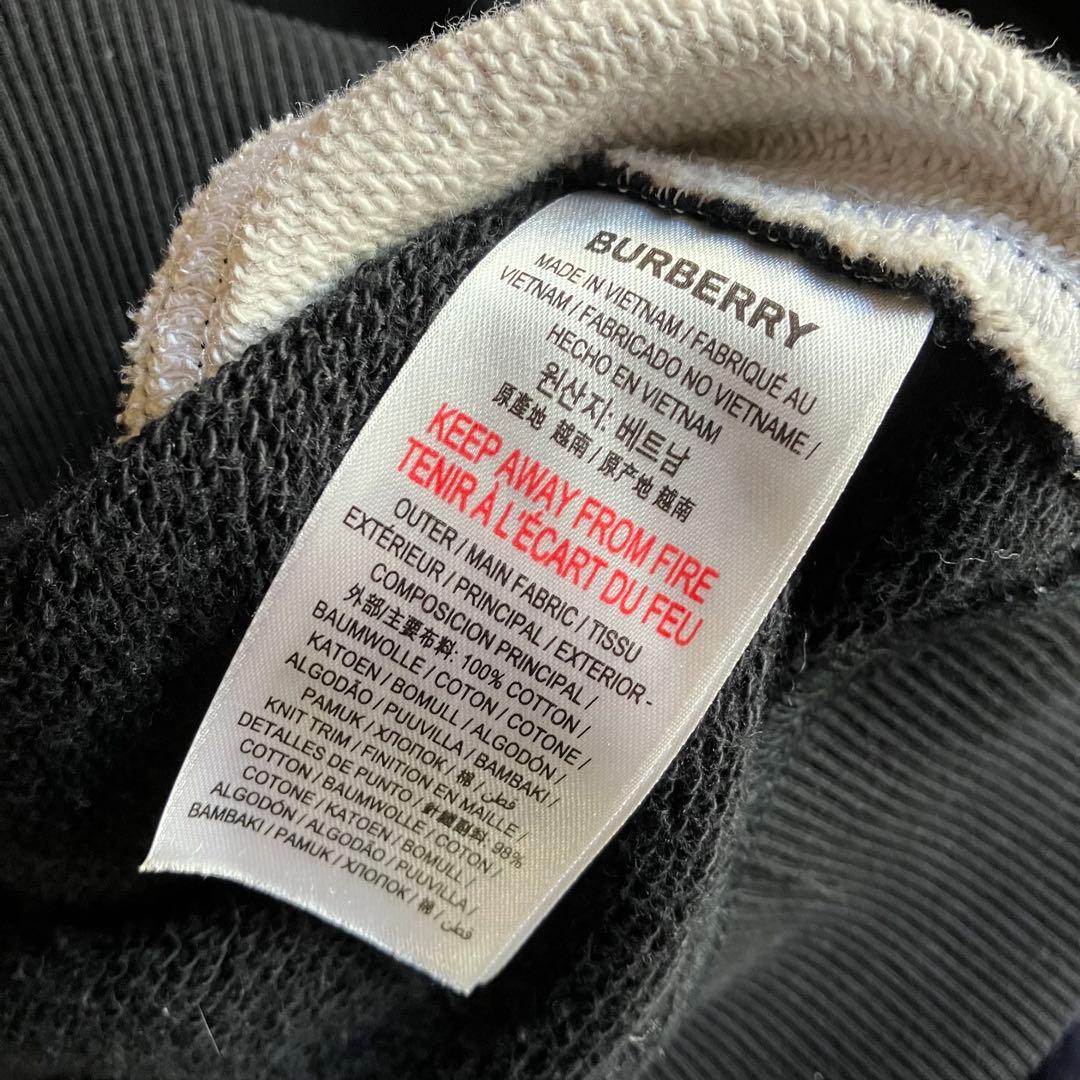 BURBERRY
MADE IN VIETNAM / FABRIQUÉ AU
VIETNAM / FABRICADO NO VIETNAME /
HECHO EN VIETNAM
원산지: 베트남
原產地 越南 / 原产地 越南
KEEP AWAY FROM FIRE
TENIR À L'ÉCART DU FEU
OUTER / MAIN FABRIC / TISSU
EXTÉRIEUR / PRINCIPAL / EXTERIOR -
COMPOSICION PRINCIPAL /
外部/主要布料: 100% COTTON /
BAUMWOLLE / COTON / COTONE /
KATOEN / BOMULL / ALGODÓN /
ALGODÃO / PUUVILLA / BAMBAKI /
PAMUK / ХЛОПОК / 棉 / قطن
KNIT TRIM / FINITION EN MAILLE /
DETALLES DE PUNTO / 針織配料: 98%
COTTON / BAUMWOLLE / COTON /
COTONE / KATOEN / BOMULL /
ALGODÓN / ALGODÃO / PUUVILLA /
BAMBAKI / PAMUK / ХЛОПОК / 棉 / قطن